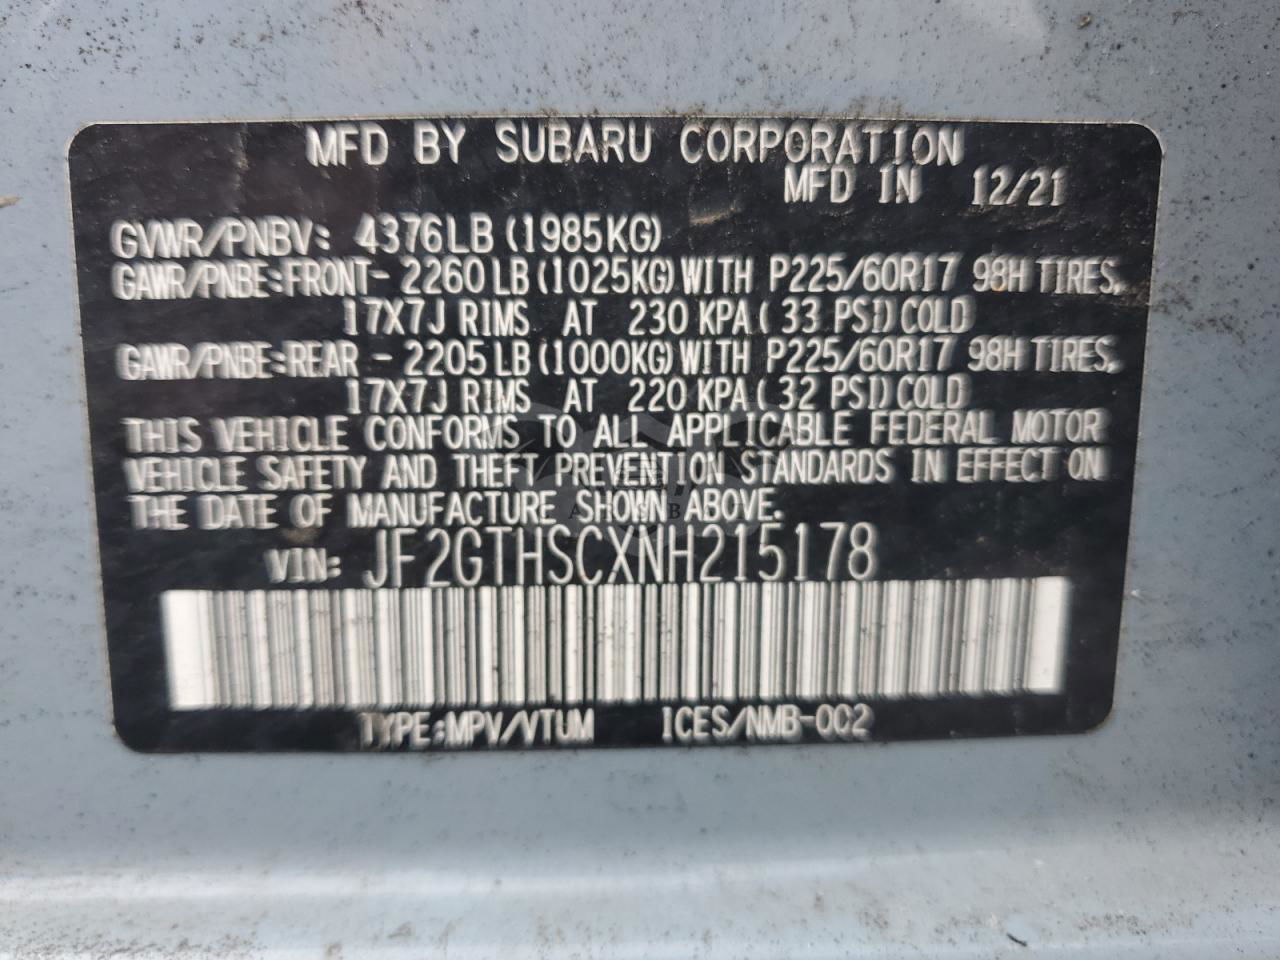 MFD BY SUBARU CORPORATION
MFD IN 12/21
GVWR/PNBV: 4376LB (1985KG)
GAWR/PNBE:FRONT- 2260 LB (1025KG) WITH P225/60R17 98H TIRES,
17X7J RIMS AT 230 KPA ( 33 PSI) COLD
GAWR/PNBE:REAR - 2205 LB (1000KG) WITH P225/60R17 98H TIRES,
17X7J RIMS AT 220 KPA ( 32 PSI) COLD
THIS VEHICLE CONFORMS TO ALL APPLICABLE FEDERAL MOTOR
VEHICLE SAFETY AND THEFT PREVENTION STANDARDS IN EFFECT ON
THE DATE OF MANUFACTURE SHOWN ABOVE.
VIN: JF2GTHSCXNH215178
TYPE:MPV/VTUM ICES/NMB-002